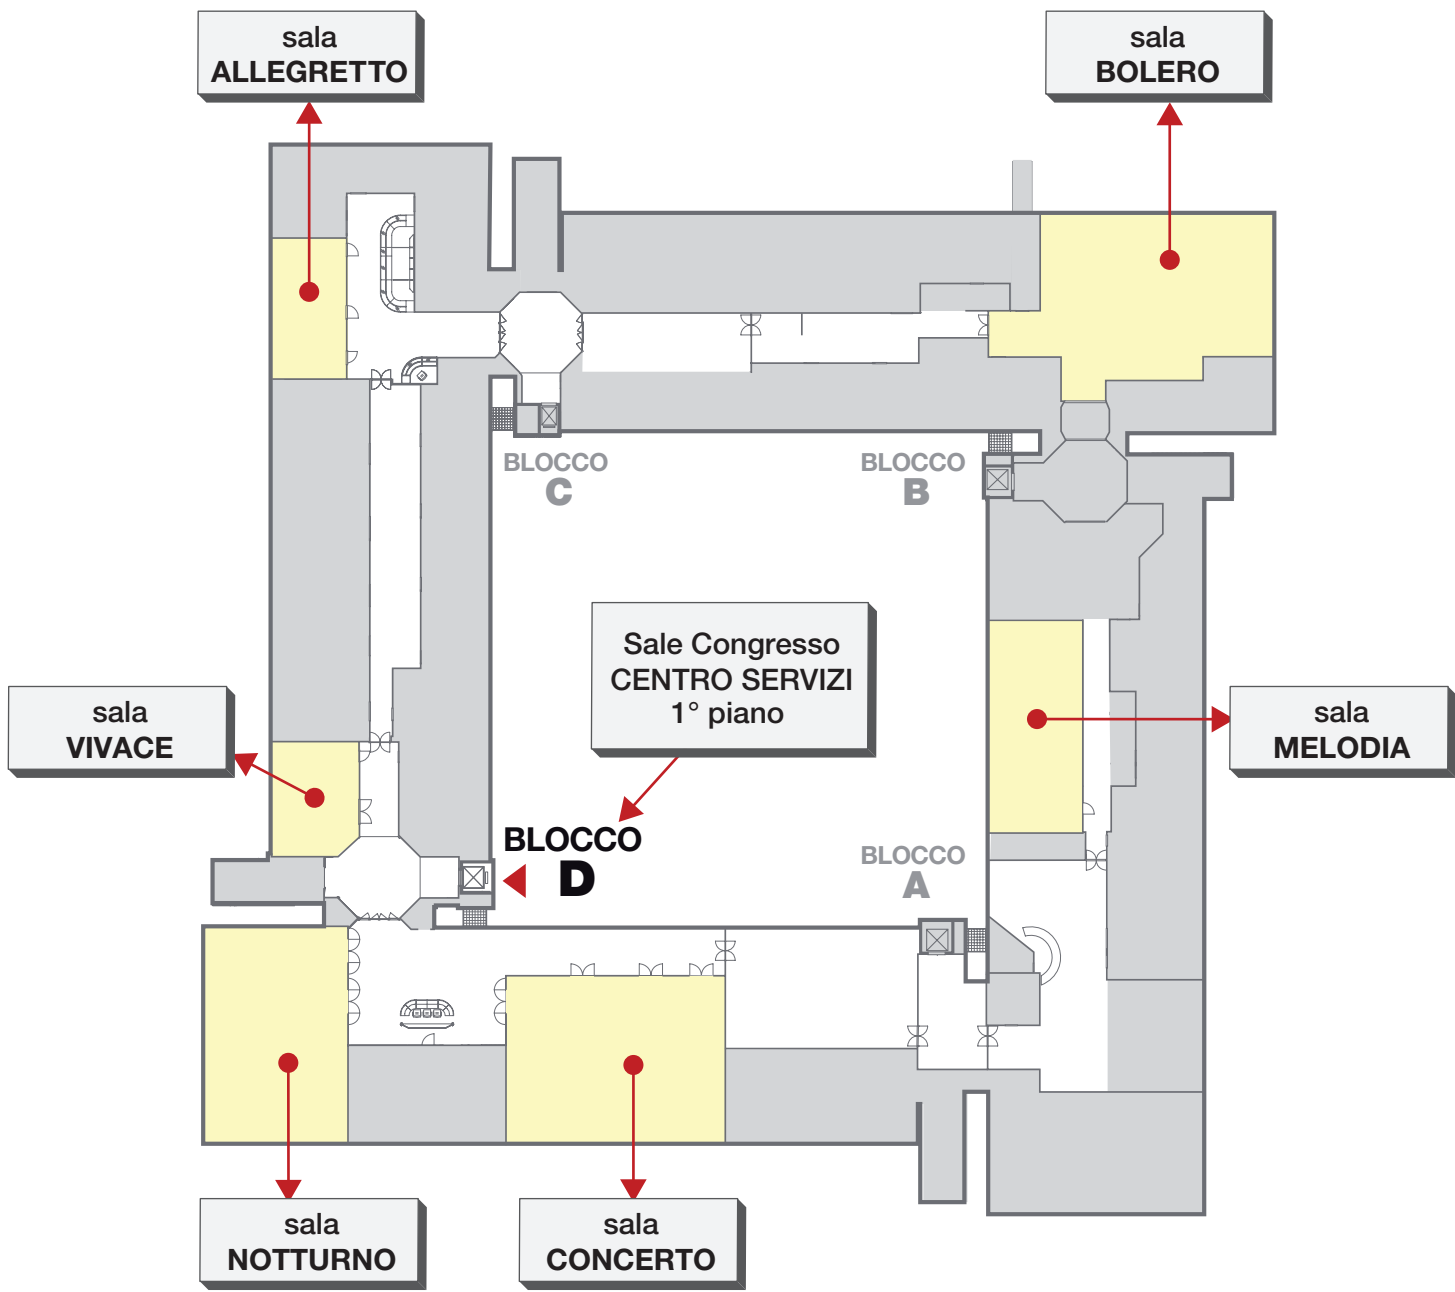 sala
ALLEGRETTO
sala
BOLERO
BLOCCO
C
BLOCCO
B
Sale Congresso
CENTRO SERVIZI
1° piano
sala
VIVACE
sala
MELODIA
BLOCCO
D
BLOCCO
A
sala
NOTTURNO
sala
CONCERTO